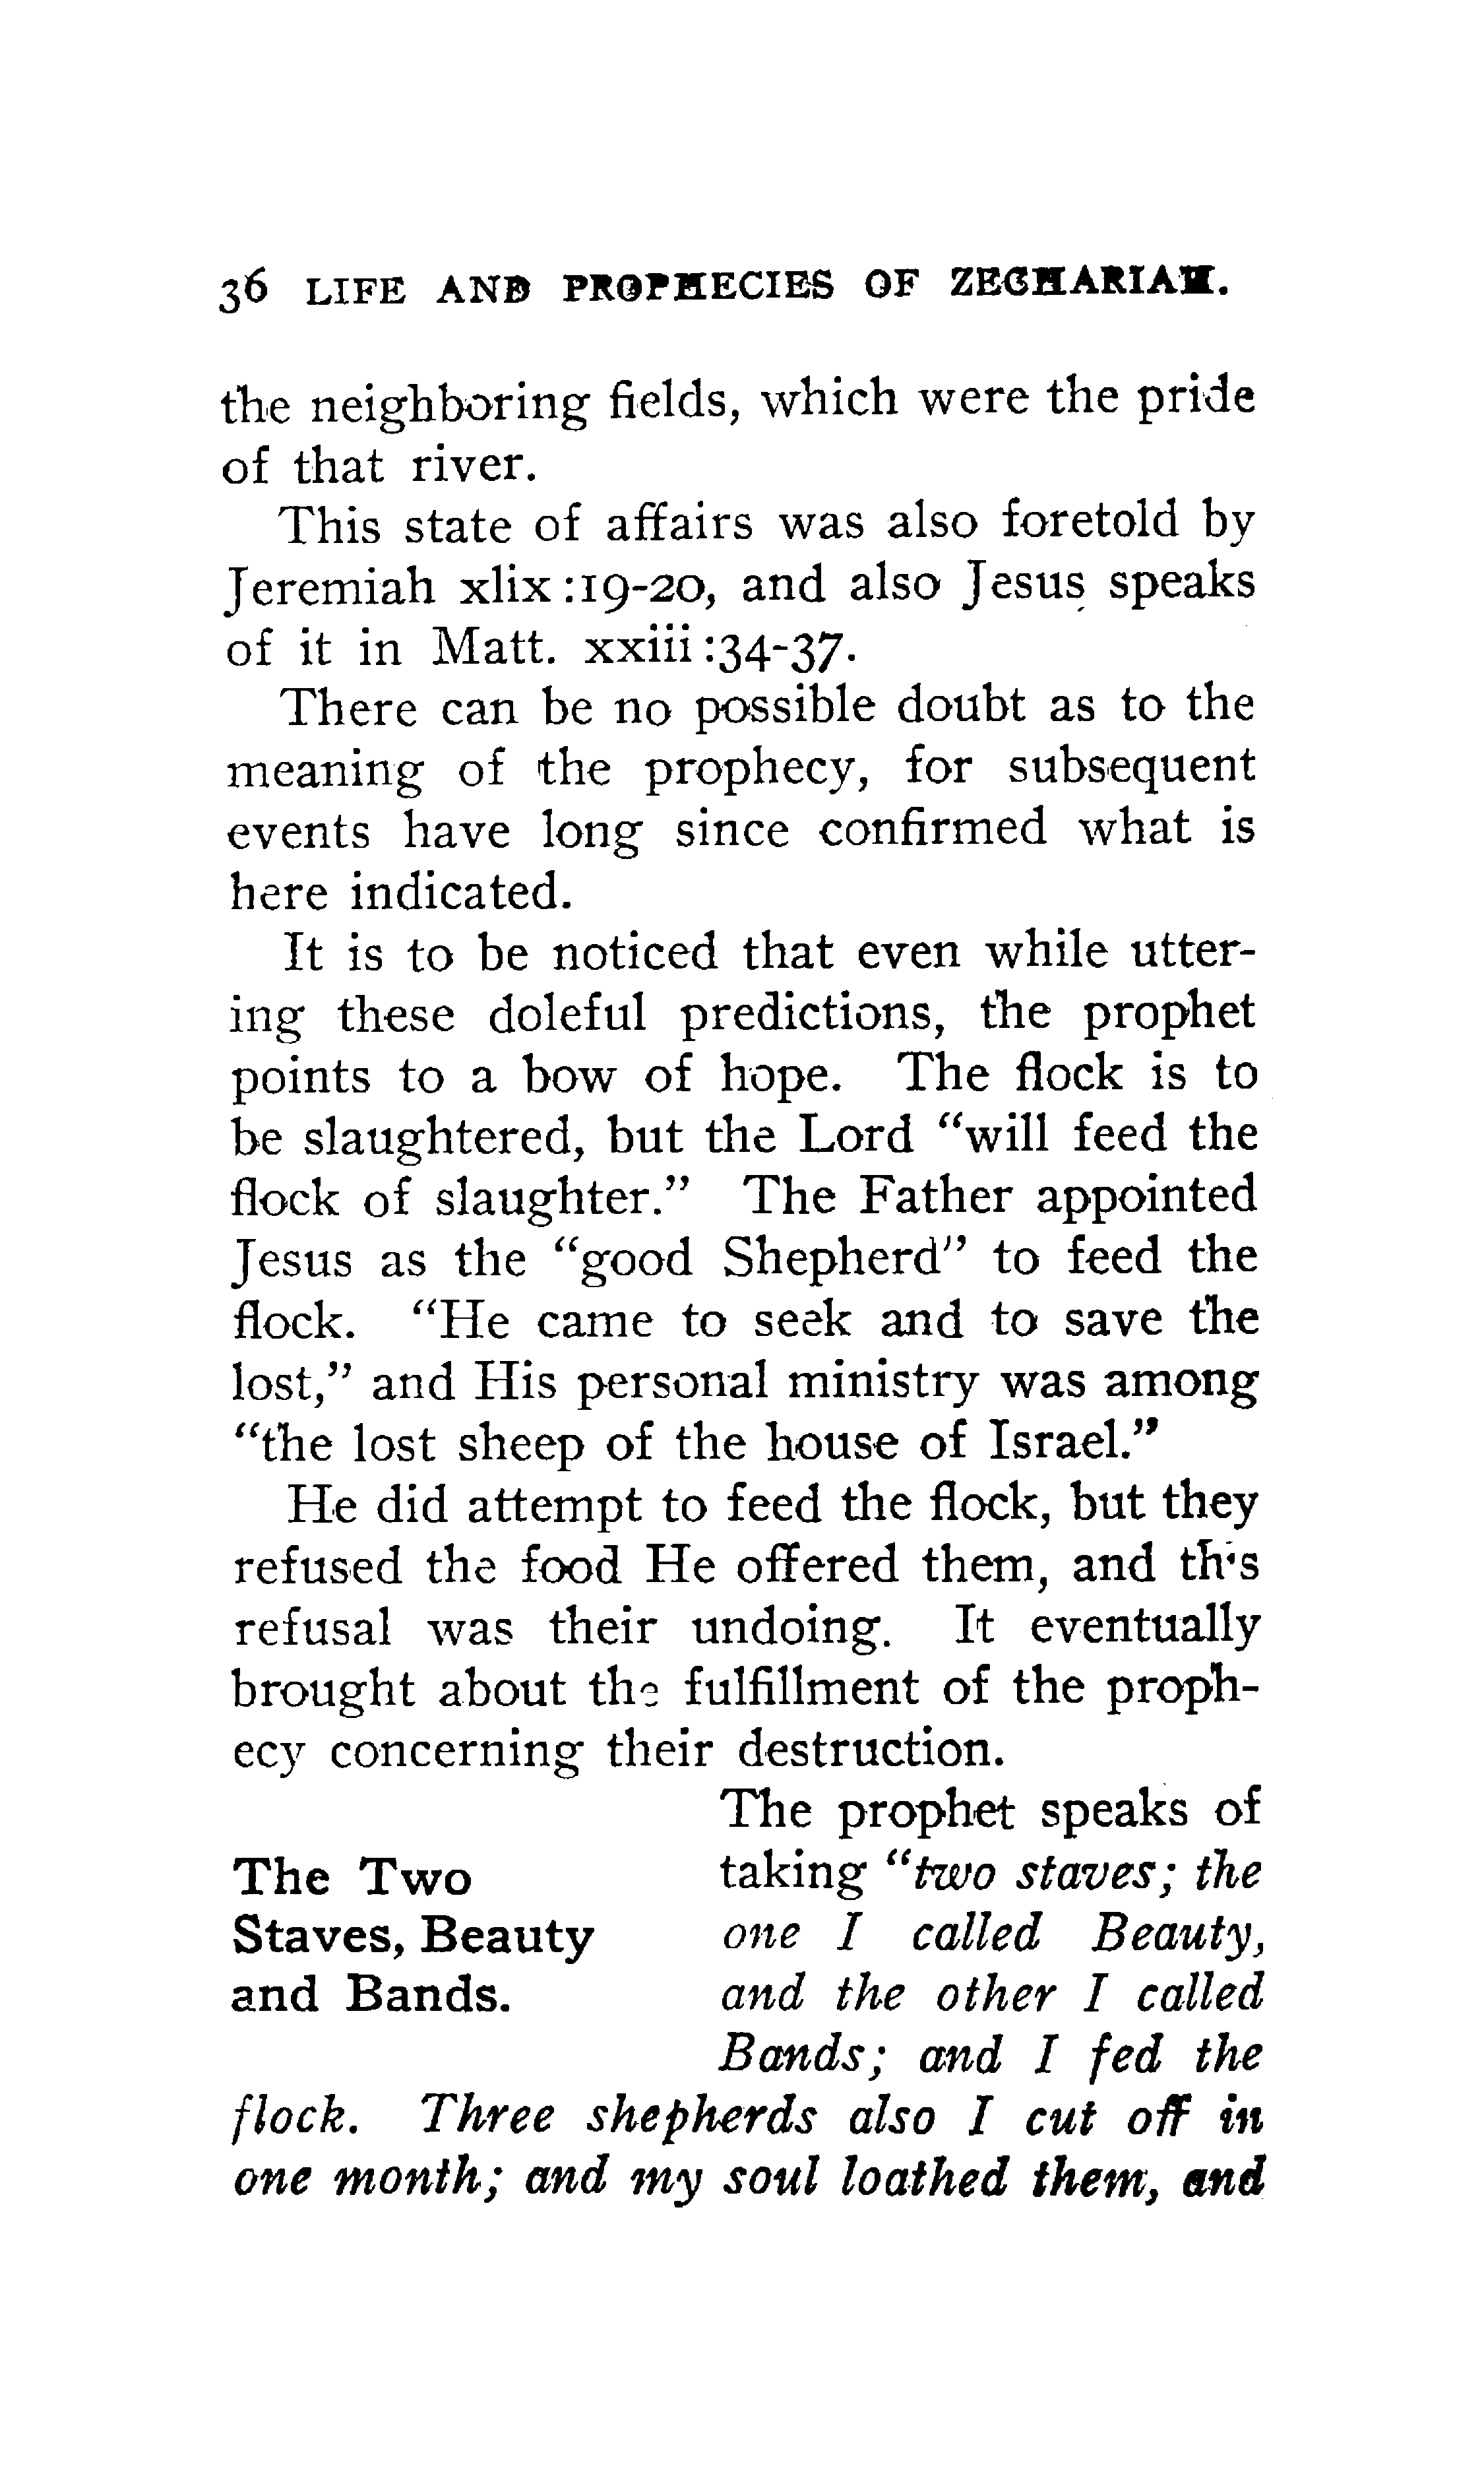 36 LIFE AND PROPHECIES OF ZECHARIAH.
the neighboring fields, which were the pride
of that river.
This state of affairs was also foretold by
Jeremiah xlix:19-20, and also Jesus speaks
of it in Matt. xxiii:34-37.
There can be no possible doubt as to the
meaning of the prophecy, for subsequent
events have long since confirmed what is
here indicated.
It is to be noticed that even while utter-
ing these doleful predictions, the prophet
points to a bow of hope. The flock is to
be slaughtered, but the Lord "will feed the
flock of slaughter." The Father appointed
Jesus as the "good Shepherd" to feed the
flock. "He came to seek and to save the
lost," and His personal ministry was among
"the lost sheep of the house of Israel."
He did attempt to feed the flock, but they
refused the food He offered them, and this
refusal was their undoing. It eventually
brought about the fulfillment of the proph-
ecy concerning their destruction.
The Two
Staves, Beauty
and Bands.
The prophet speaks of
taking "two staves; the
one I called Beauty,
and the other I called
Bands; and I fed the
flock. Three shepherds also I cut off in
one month; and my soul loathed them, and